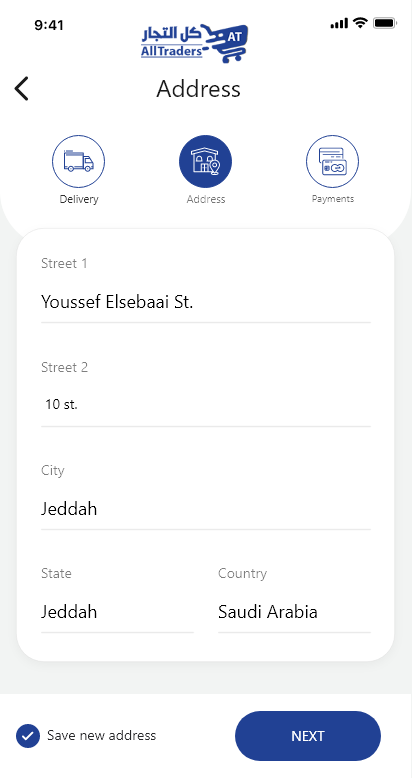 9:41
كل التجار
AT
AllTraders
Address
Delivery
Address
Payments
Street 1
Youssef Elsebaai St.
Street 2
10 st.
City
Jeddah
State
Country
Jeddah
Saudi Arabia
Save new address
NEXT